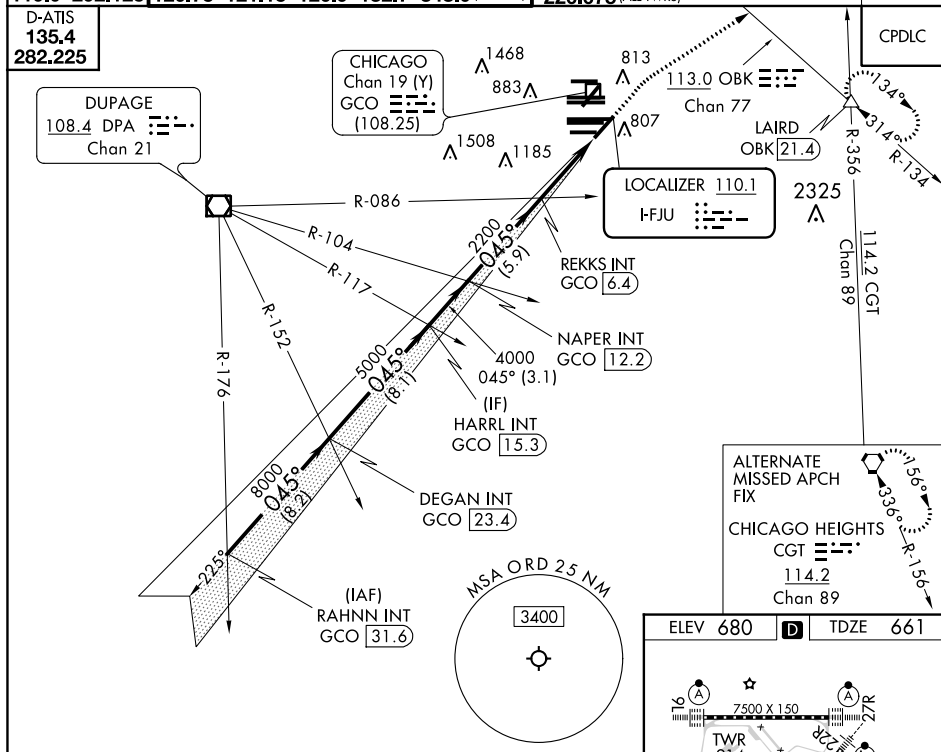 D-ATIS
135.4
282.225
CPDLC
CHICAGO
Chan 19 (Y)
GCO
(108.25)
1468
883
813
807
1508
1185
113.0 OBK
Chan 77
134°
314°
R-134
LAIRD
OBK 21.4
R-356
DUPAGE
108.4 DPA
Chan 21
LOCALIZER 110.1
I-FJU
2325
114.2 CGT
Chan 89
R-086
R-104
R-117
R-152
R-176
2200
045°
(5.9)
REKKS INT
GCO 6.4
NAPER INT
GCO 12.2
4000
045° (3.1)
5000
045°
(8.1)
(IF)
HARRL INT
GCO 15.3
8000
045°
(8.2)
DEGAN INT
GCO 23.4
225°
(IAF)
RAHNN INT
GCO 31.6
MSA ORD 25 NM
3400
ALTERNATE
MISSED APCH
FIX
CHICAGO HEIGHTS
CGT
114.2
Chan 89
156°
336°
R-156
ELEV 680 D TDZE 661
A
A
9L
7500 X 150
27R
22R
TWR